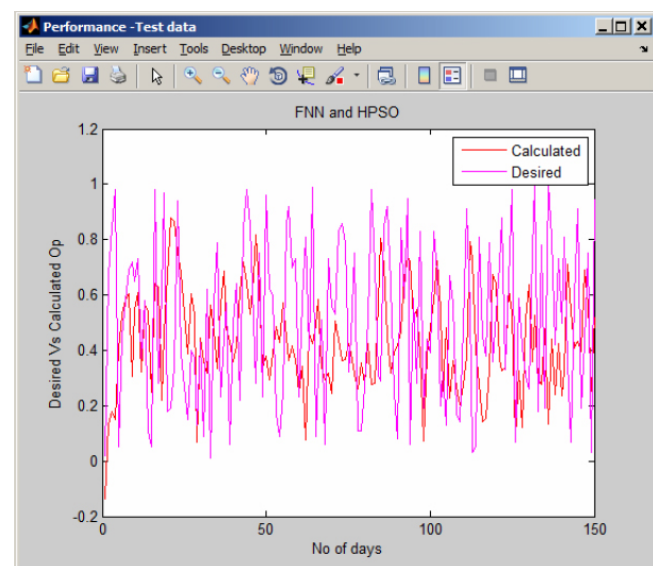 Performance -Test data
File Edit View Insert Tools Desktop Window Help
FNN and HPSO
1.2
1
0.8
0.6
0.4
0.2
0
-0.2
Desired Vs Calculated Op
Calculated
Desired
0 50 100 150
No of days